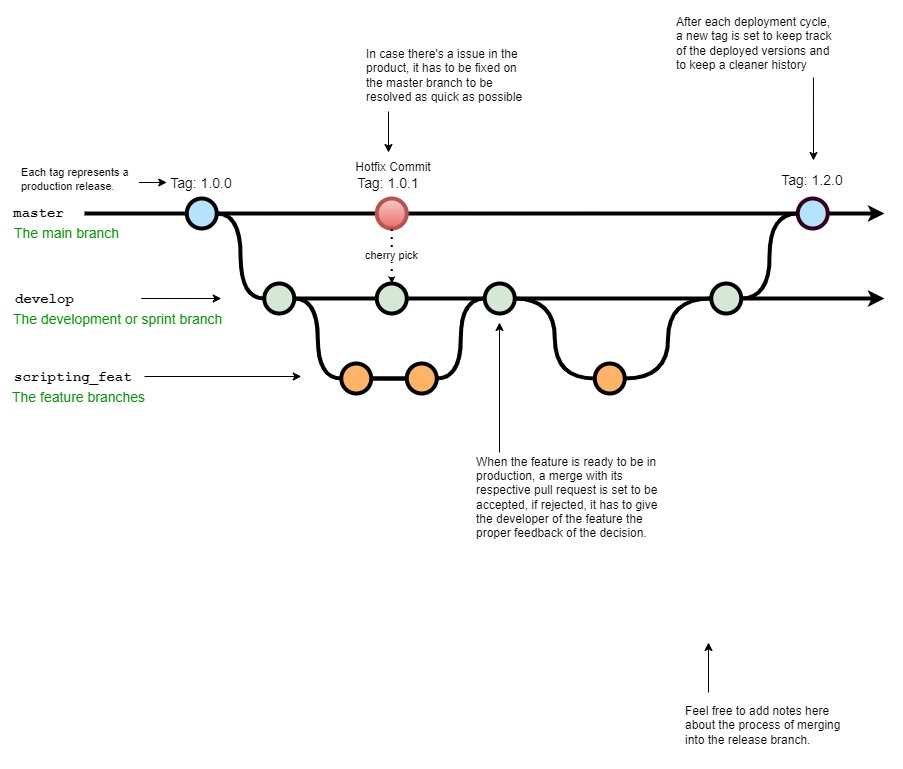 After each deployment cycle,
a new tag is set to keep track
of the deployed versions and
to keep a cleaner history
In case there's a issue in the
product, it has to be fixed on
the master branch to be
resolved as quick as possible
Each tag represents a
production release.
Tag: 1.0.0
Hotfix Commit
Tag: 1.0.1
Tag: 1.2.0
master
The main branch
cherry pick
develop
The development or sprint branch
scripting_feat
The feature branches
When the feature is ready to be in
production, a merge with its
respective pull request is set to be
accepted, if rejected, it has to give
the developer of the feature the
proper feedback of the decision.
Feel free to add notes here
about the process of merging
into the release branch.